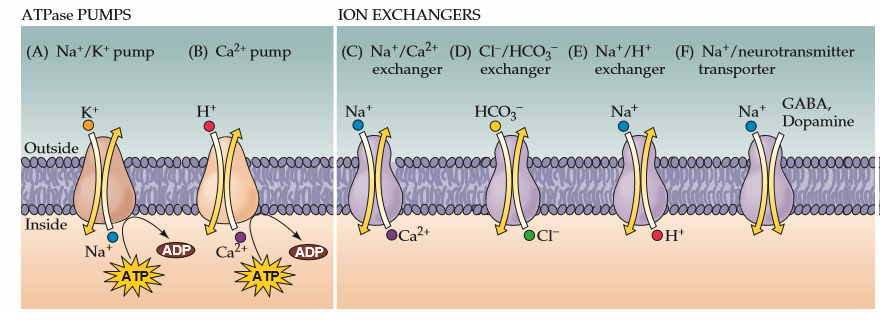 ATPase PUMPS
ION EXCHANGERS
(A) Na⁺/K⁺ pump
(B) Ca²⁺ pump
(C) Na⁺/Ca²⁺
exchanger
(D) Cl⁻/HCO₃⁻
exchanger
(E) Na⁺/H⁺
exchanger
(F) Na⁺/neurotransmitter
transporter
K⁺
H⁺
Na⁺
HCO₃⁻
Na⁺
Na⁺
GABA,
Dopamine
Outside
Inside
Na⁺
ADP
ATP
Ca²⁺
ADP
ATP
Ca²⁺
Cl⁻
H⁺